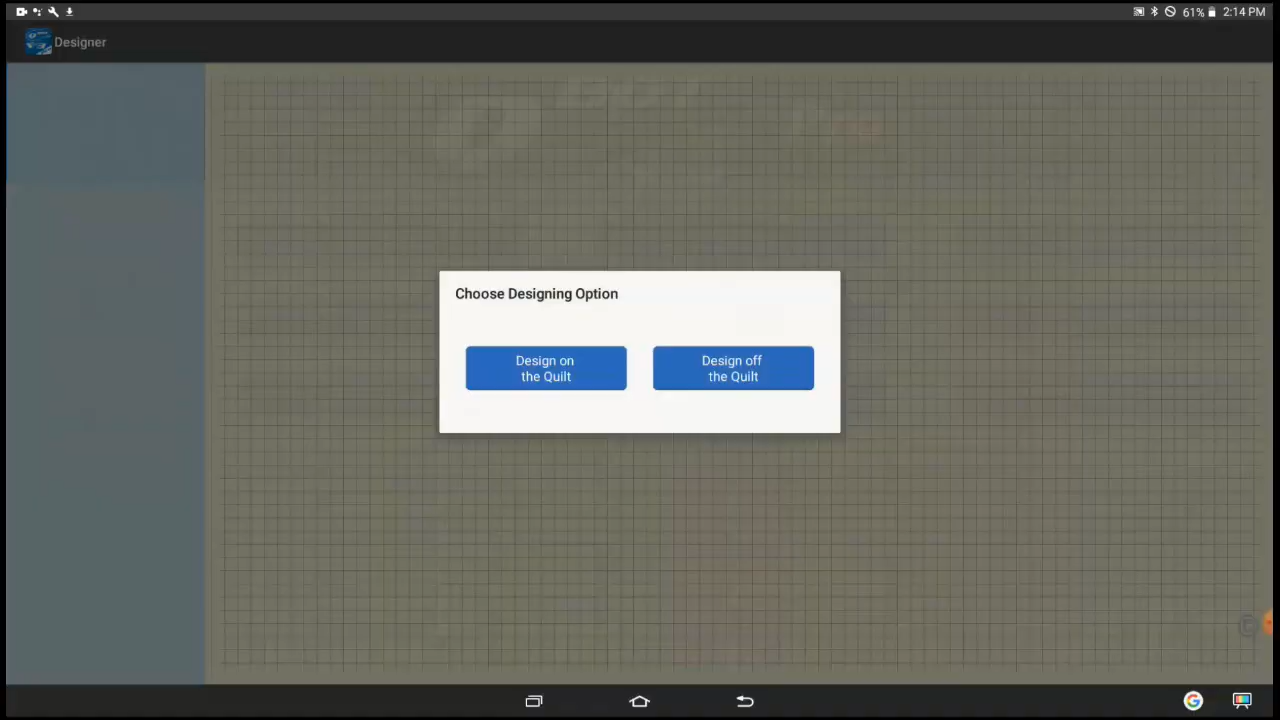 61% 2:14 PM
Designer
Choose Designing Option
Design on
the Quilt
Design off
the Quilt